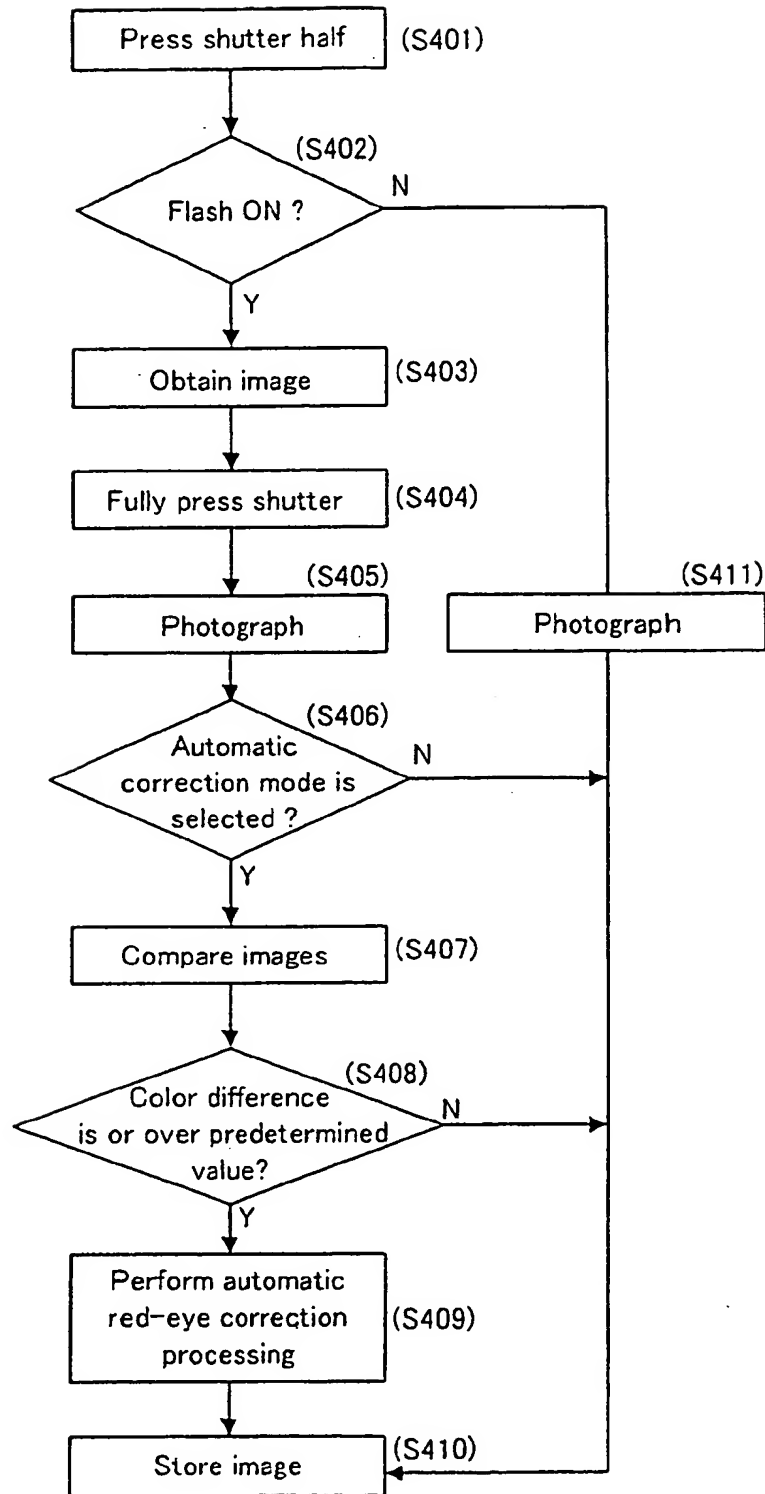 Press shutter half
(S401)
(S402)
Flash ON ?
N
Y
Obtain image
(S403)
Fully press shutter
(S404)
(S405)
Photograph
(S411)
Photograph
(S406)
Automatic
correction mode is
selected ?
N
Y
Compare images
(S407)
(S408)
Color difference
is or over predetermined
value?
N
Y
Perform automatic
red-eye correction
processing
(S409)
Store image
(S410)